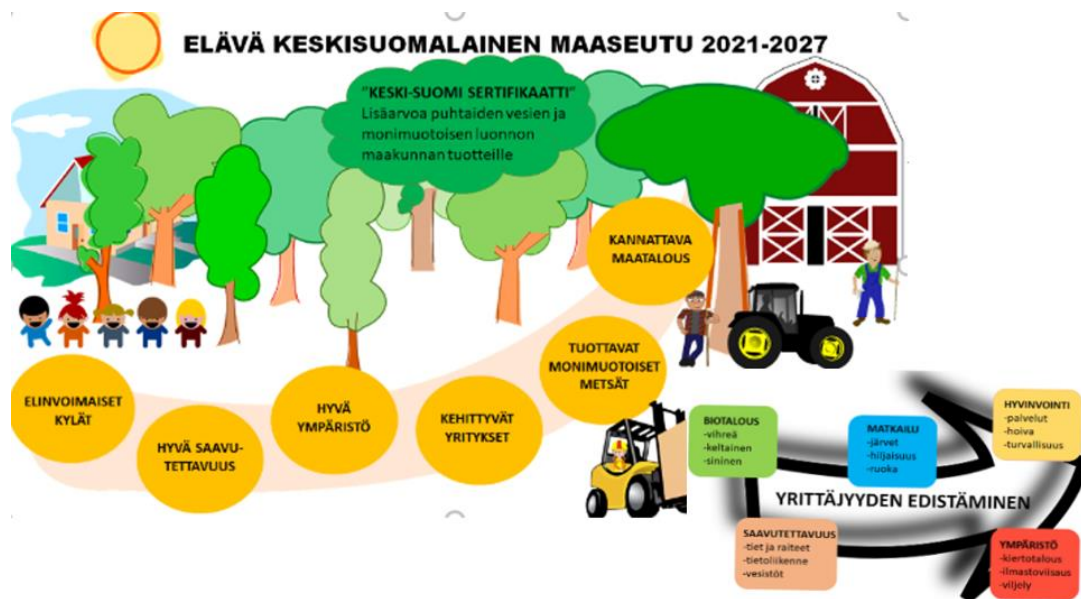 ELÄVÄ KESKISUOMALAINEN MAASEUTU 2021-2027
"KESKI-SUOMI SERTIFIKAATTI"
Lisäarvoa puhtaiden vesien ja
monimuotoisen luonnon
maakunnan tuotteille
KANNATTAVA
MAATALOUS
TUOTTAVAT
MONIMUOTOISET
METSÄT
ELINVOIMAISET
KYLÄT
HYVÄ SAAVU-
TETTAVUUS
HYVÄ
YMPÄRISTÖ
KEHITTYVÄT
YRITYKSET
BIOTALOUS
-vihreä
-keltainen
-sininen
MATKAILU
-järvet
-hiljaisuus
-ruoka
HYVINVOINTI
-palvelut
-hoiva
-turvallisuus
YRITTÄJYYDEN EDISTÄMINEN
SAAVUTETTAVUUS
-tiet ja raiteet
-tietoliikenne
-vesistöt
YMPÄRISTÖ
-kiertotalous
-ilmastoviisaus
-viljely